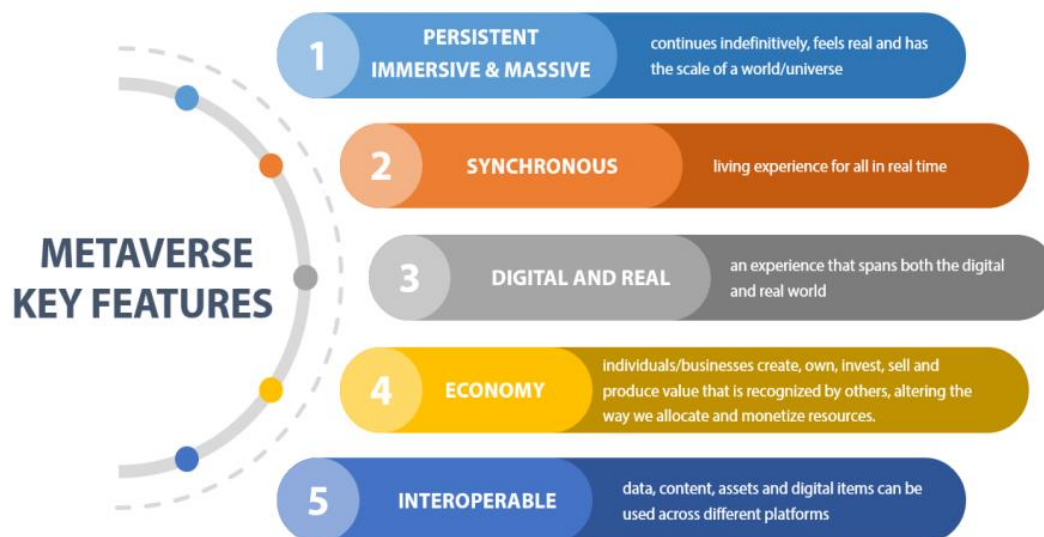 METAVERSE
KEY FEATURES
1
PERSISTENT
IMMERSIVE & MASSIVE
continues indefinitively, feels real and has
the scale of a world/universe
2
SYNCHRONOUS
living experience for all in real time
3
DIGITAL AND REAL
an experience that spans both the digital
and real world
4
ECONOMY
individuals/businesses create, own, invest, sell and
produce value that is recognized by others, altering the
way we allocate and monetize resources.
5
INTEROPERABLE
data, content, assets and digital items can be
used across different platforms